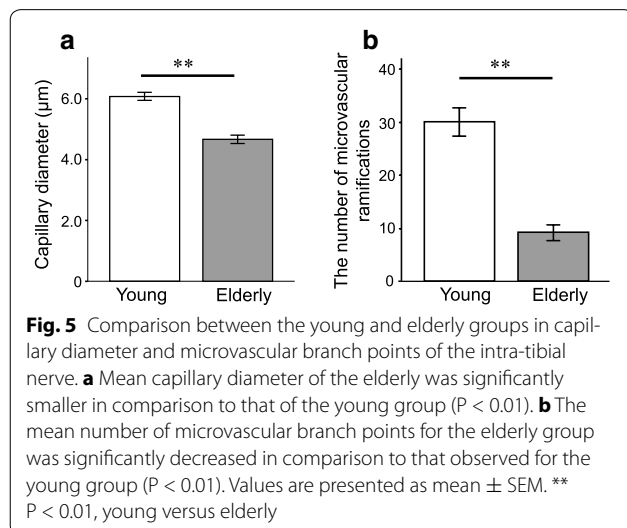 a
**
Capillary diameter (μm)
6.0
4.0
2.0
0
Young Elderly
b
**
The number of microvascular
ramifications
40
30
20
10
0
Young Elderly
Fig. 5 Comparison between the young and elderly groups in capil-
lary diameter and microvascular branch points of the intra-tibial
nerve. a Mean capillary diameter of the elderly was significantly
smaller in comparison to that of the young group (P < 0.01). b The
mean number of microvascular branch points for the elderly group
was significantly decreased in comparison to that observed for the
young group (P < 0.01). Values are presented as mean ± SEM. **
P < 0.01, young versus elderly